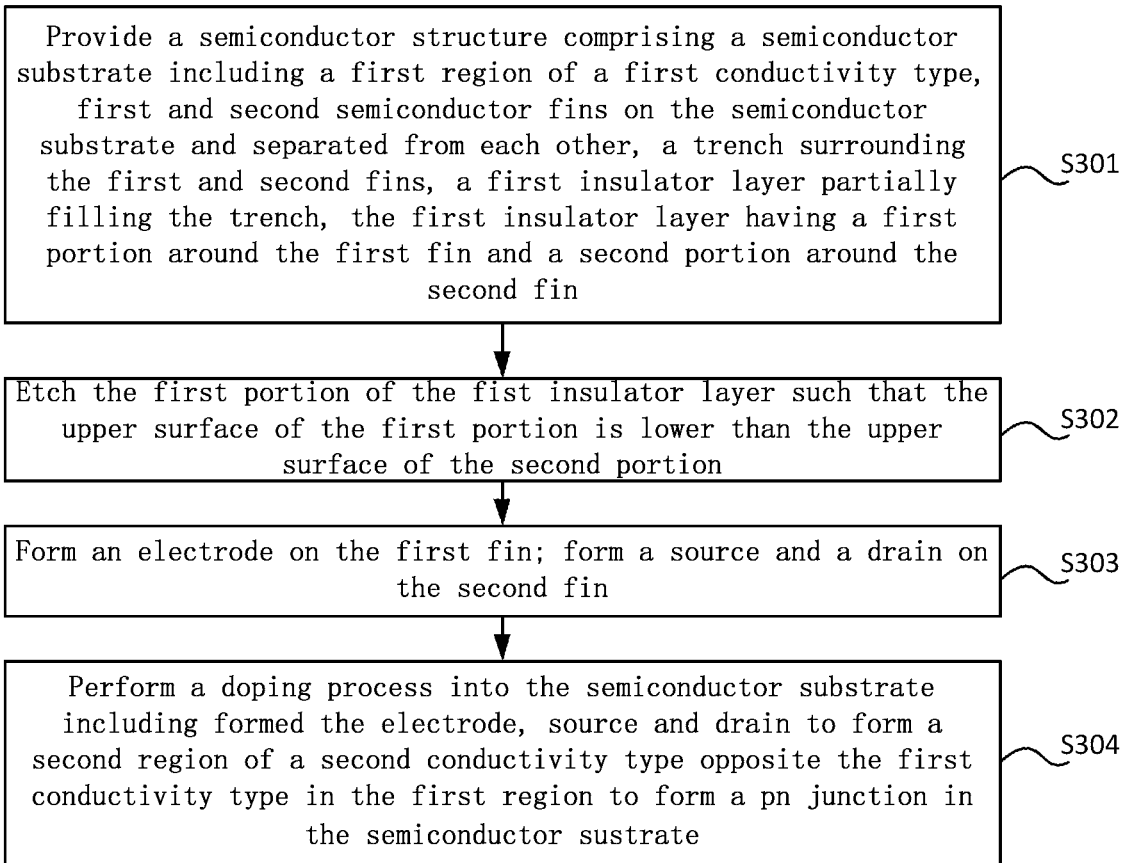 Provide a semiconductor structure comprising a semiconductor
substrate including a first region of a first conductivity type,
first and second semiconductor fins on the semiconductor
substrate and separated from each other, a trench surrounding
the first and second fins, a first insulator layer partially
filling the trench, the first insulator layer having a first
portion around the first fin and a second portion around the
second fin
S301
Etch the first portion of the fist insulator layer such that the
upper surface of the first portion is lower than the upper
surface of the second portion
S302
Form an electrode on the first fin; form a source and a drain on
the second fin
S303
Perform a doping process into the semiconductor substrate
including formed the electrode, source and drain to form a
second region of a second conductivity type opposite the first
conductivity type in the first region to form a pn junction in
the semiconductor sustrate
S304